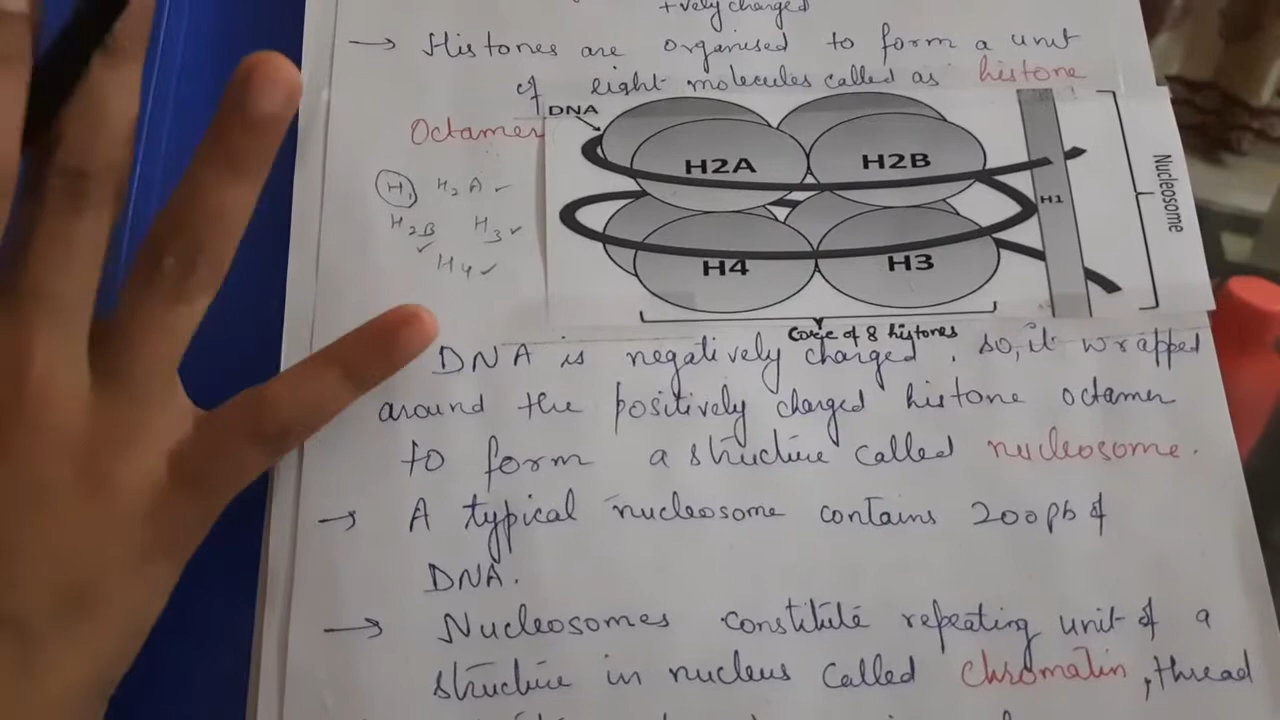 +vely charged
→ Histones are organised to form a unit
of eight molecules called as histone
Octamer
DNA
H1 H2A ✓
H2B ✓ H3 ✓
H4 ✓
H2A H2B
H4 H3
H1
Nucleosome
Core of 8 histones
DNA is negatively charged. so, it wrapped
around the positively charged histone octamer
to form a structure called nucleosome.
→ A typical nucleosome contains 200pb of
DNA.
→ Nucleosomes constitute repeating unit of a
structure in nucleus called chromatin, thread